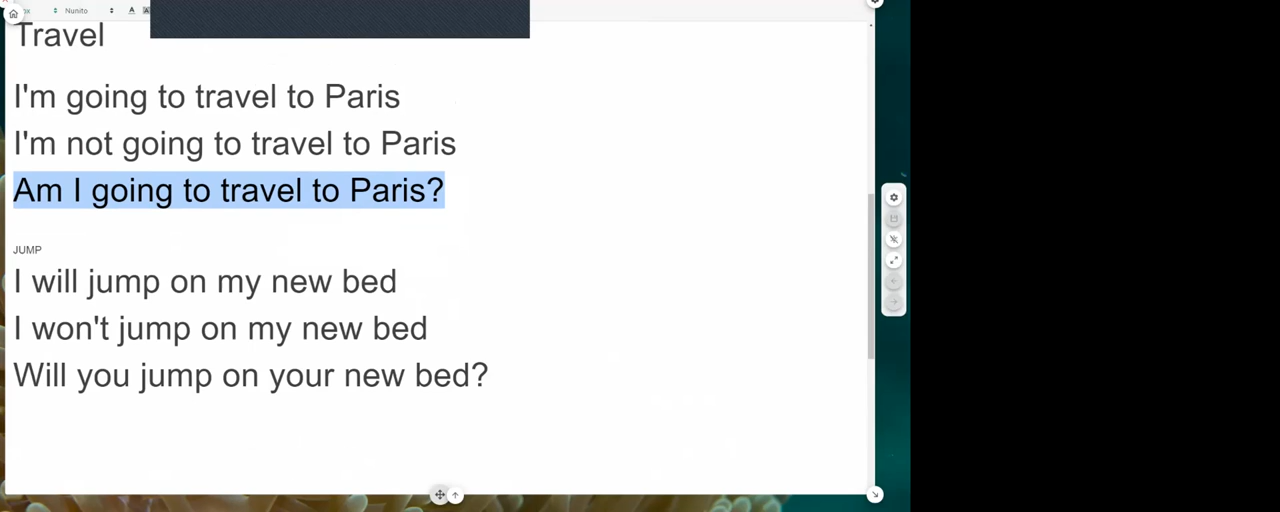 Nunito
Travel
I'm going to travel to Paris
I'm not going to travel to Paris
Am I going to travel to Paris?
JUMP
I will jump on my new bed
I won't jump on my new bed
Will you jump on your new bed?